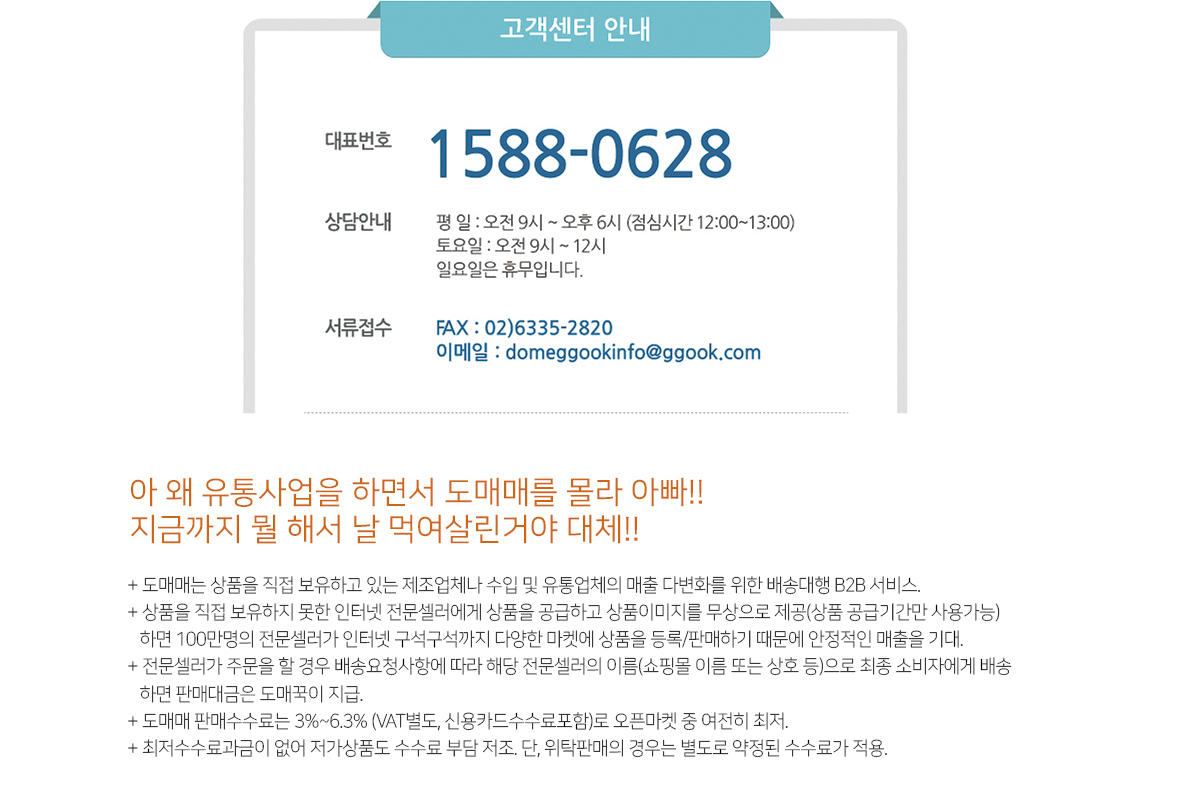 고객센터 안내
대표번호 1588-0628
상담안내 평 일 : 오전 9시 ~ 오후 6시 (점심시간 12:00~13:00)
토요일 : 오전 9시 ~ 12시
일요일은 휴무입니다.
서류접수 FAX : 02)6335-2820
이메일 : domeggookinfo@ggook.com
아 왜 유통사업을 하면서 도매매를 몰라 아빠!!
지금까지 뭘 해서 날 먹여살린거야 대체!!
+ 도매매는 상품을 직접 보유하고 있는 제조업체나 수입 및 유통업체의 매출 다변화를 위한 배송대행 B2B 서비스.
+ 상품을 직접 보유하지 못한 인터넷 전문셀러에게 상품을 공급하고 상품이미지를 무상으로 제공(상품 공급기간만 사용가능)
하면 100만명의 전문셀러가 인터넷 구석구석까지 다양한 마켓에 상품을 등록/판매하기 때문에 안정적인 매출을 기대.
+ 전문셀러가 주문을 할 경우 배송요청사항에 따라 해당 전문셀러의 이름(쇼핑몰 이름 또는 상호 등)으로 최종 소비자에게 배송
하면 판매대금은 도매꾹이 지급.
+ 도매매 판매수수료는 3%~6.3% (VAT별도, 신용카드수수료포함)로 오픈마켓 중 여전히 최저.
+ 최저수수료과금이 없어 저가상품도 수수료 부담 저조. 단, 위탁판매의 경우는 별도로 약정된 수수료가 적용.